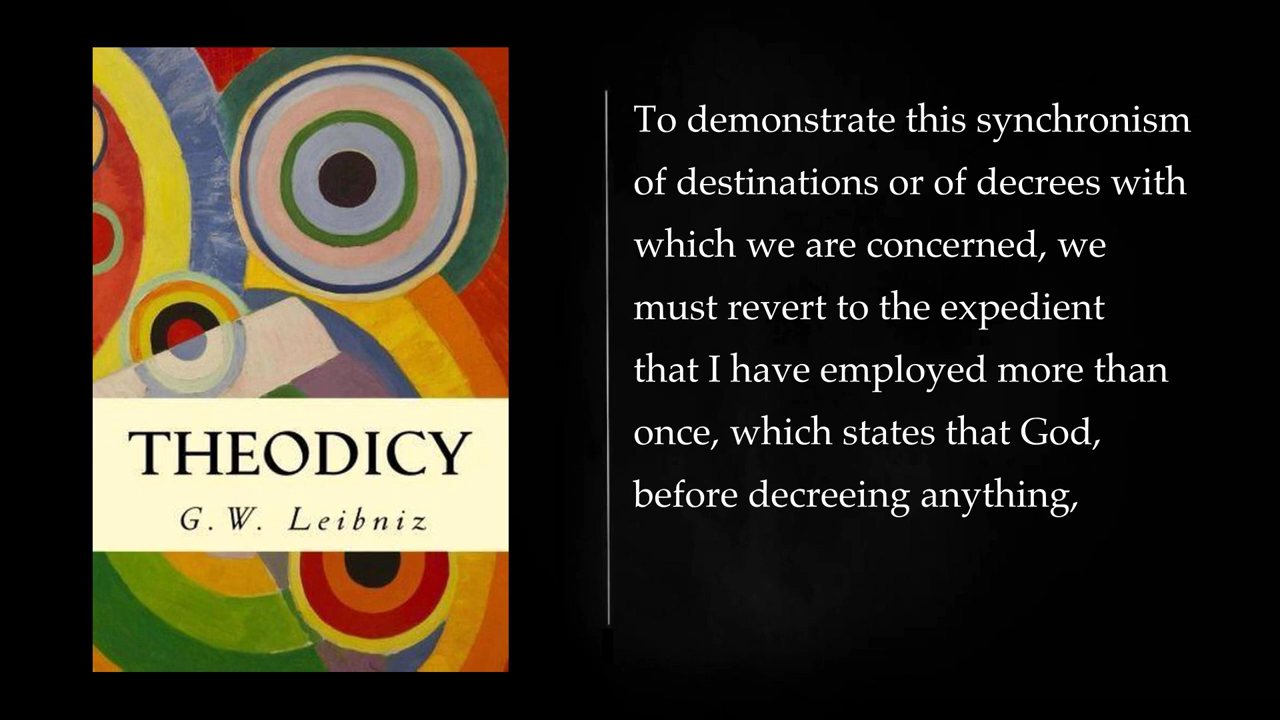 THEODICY
G. W. Leibniz
To demonstrate this synchronism
of destinations or of decrees with
which we are concerned, we
must revert to the expedient
that I have employed more than
once, which states that God,
before decreeing anything,